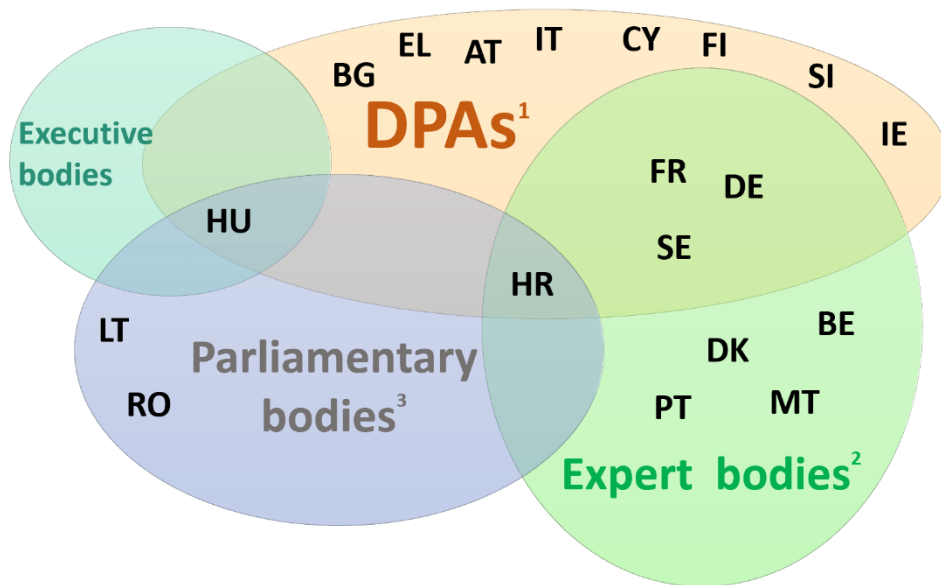 EL
AT
IT
CY
FI
BG
SI
DPAs¹
IE
Executive
bodies
FR
DE
HU
SE
HR
LT
BE
Parliamentary
bodies³
DK
RO
PT
MT
Expert bodies²